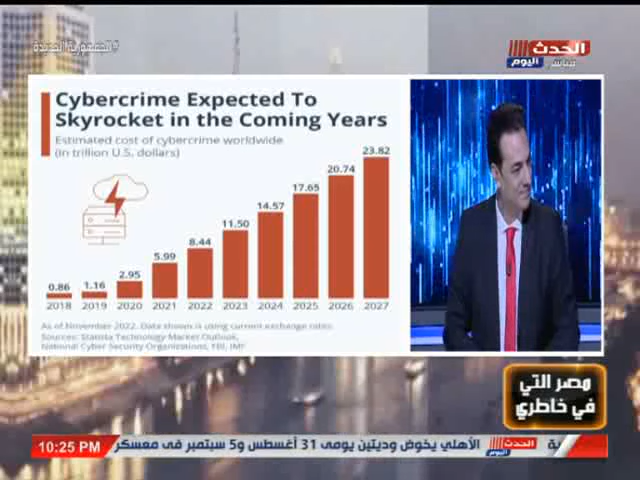 #الجمهورية_الجديدة
الحدث
اليوم
مباشر
Cybercrime Expected To
Skyrocket in the Coming Years
Estimated cost of cybercrime worldwide
(in trillion U.S. dollars)
0.86 1.16 2.95 5.99 8.44 11.50 14.57 17.65 20.74 23.82
2018 2019 2020 2021 2022 2023 2024 2025 2026 2027
As of November 2022. Data shown is using current exchange rates.
Sources: Statista Technology Market Outlook,
National Cyber Security Organizations, FBI, IMF
مصر التي
في خاطري
10:25 PM
الأهلي يخوض وديتين يومى 31 أغسطس و5 سبتمبر فى معسكر
الحدث
اليوم